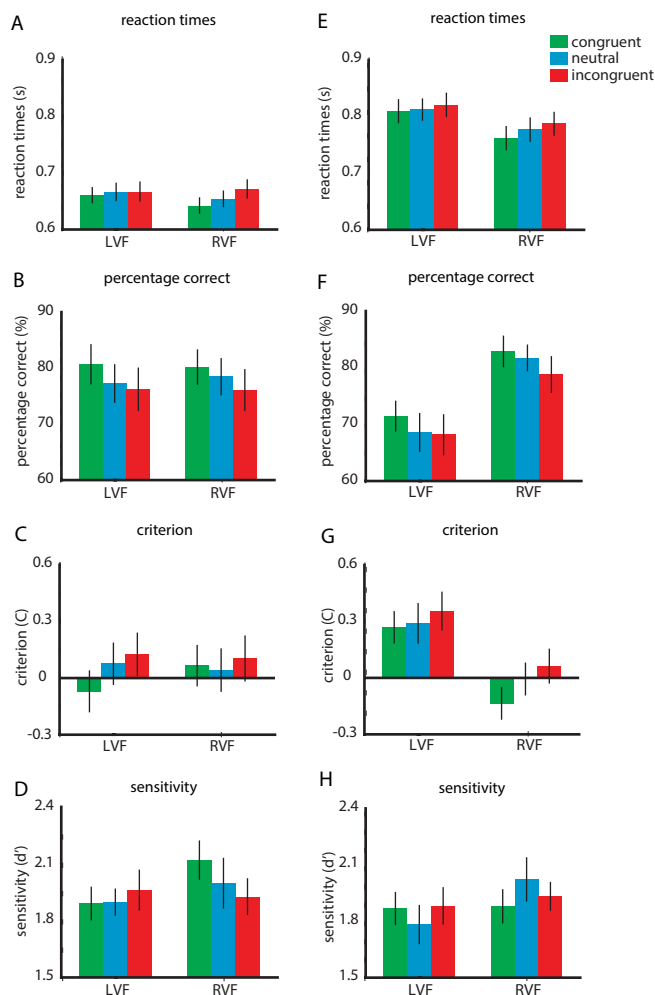 A
reaction times
0.9
0.8
0.7
0.6
reaction times (s)
LVF
RVF
E
reaction times
congruent
neutral
incongruent
0.9
0.8
0.7
0.6
reaction times (s)
LVF
RVF
B
percentage correct
90
80
70
60
percentage correct (%)
LVF
RVF
F
percentage correct
90
80
70
60
percentage correct (%)
LVF
RVF
C
criterion
0.6
0.3
0
-0.3
criterion (C)
LVF
RVF
G
criterion
0.6
0.3
0
-0.3
criterion (C)
LVF
RVF
D
sensitivity
2.4
2.1
1.8
1.5
sensitivity (d')
LVF
RVF
H
sensitivity
2.4
2.1
1.8
1.5
sensitivity (d')
LVF
RVF